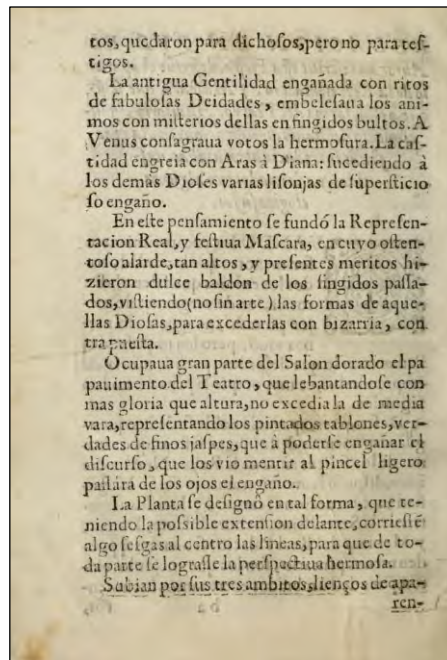 tos, quedaron para dichoſos, pero no para teſ-
tigos.
La antigua Gentilidad engañada con ritos
de fabuloſas Deidades, embeleſaua los ani-
mos con miſterios dellas en fingidos bultos. A
Venus conſagraua votos la hermoſura. La caſ-
tidad engreia con Aras à Diana: ſucediendo à
los demàs Dioſes varias liſonjas de ſuperſticio
ſo engaño.
En eſte penſamiento ſe fundó la Repreſen-
tacion Real, y feſtiua Maſcara, en cuyo oſten-
toſo alarde, tan altos, y preſentes meritos hi-
zieron dulce baldon de los fingidos paſſa-
dos, viſtiendo (no ſin arte) las formas de aque-
llas Dioſas, para excederlas con bizarria, con
trapueſta.
Ocupaua gran parte del Salon dorado el pa
pauimento del Teatro, que lebantandoſe con
mas gloria que altura, no excedia la de media
vara, repreſentando los pintados tablones, ver-
dades de finos jaſpes, que à poderſe engañar el
diſcurſo, que los vio mentir al pincel ligero
paſſára de los ojos el engaño.
La Planta ſe deſignò en tal forma, que te-
niendo la poſsible extenſion delante, corrieſſẽ
algo ſeſgas al centro las lineas, para que de to-
da parte ſe lograſſe la perſpectiua hermoſa.
Subian por ſus tres ambitos, lienços de apa-
ren-